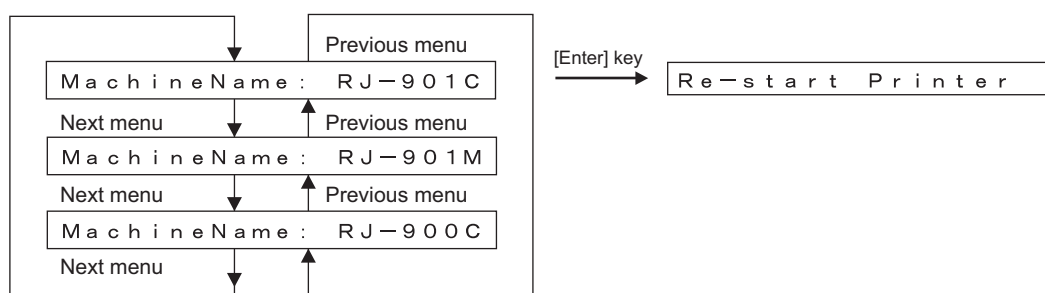 Previous menu
MachineName: RJ-901C
[Enter] key
Re-start Printer
Next menu
Previous menu
MachineName: RJ-901M
Next menu
Previous menu
MachineName: RJ-900C
Next menu